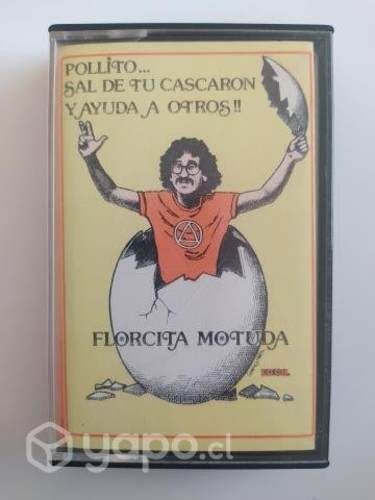 POLLITO...
SAL DE TU CASCARON
Y AYUDA A OTROS!!
FLORCITA MOTUDA
yapo.cl